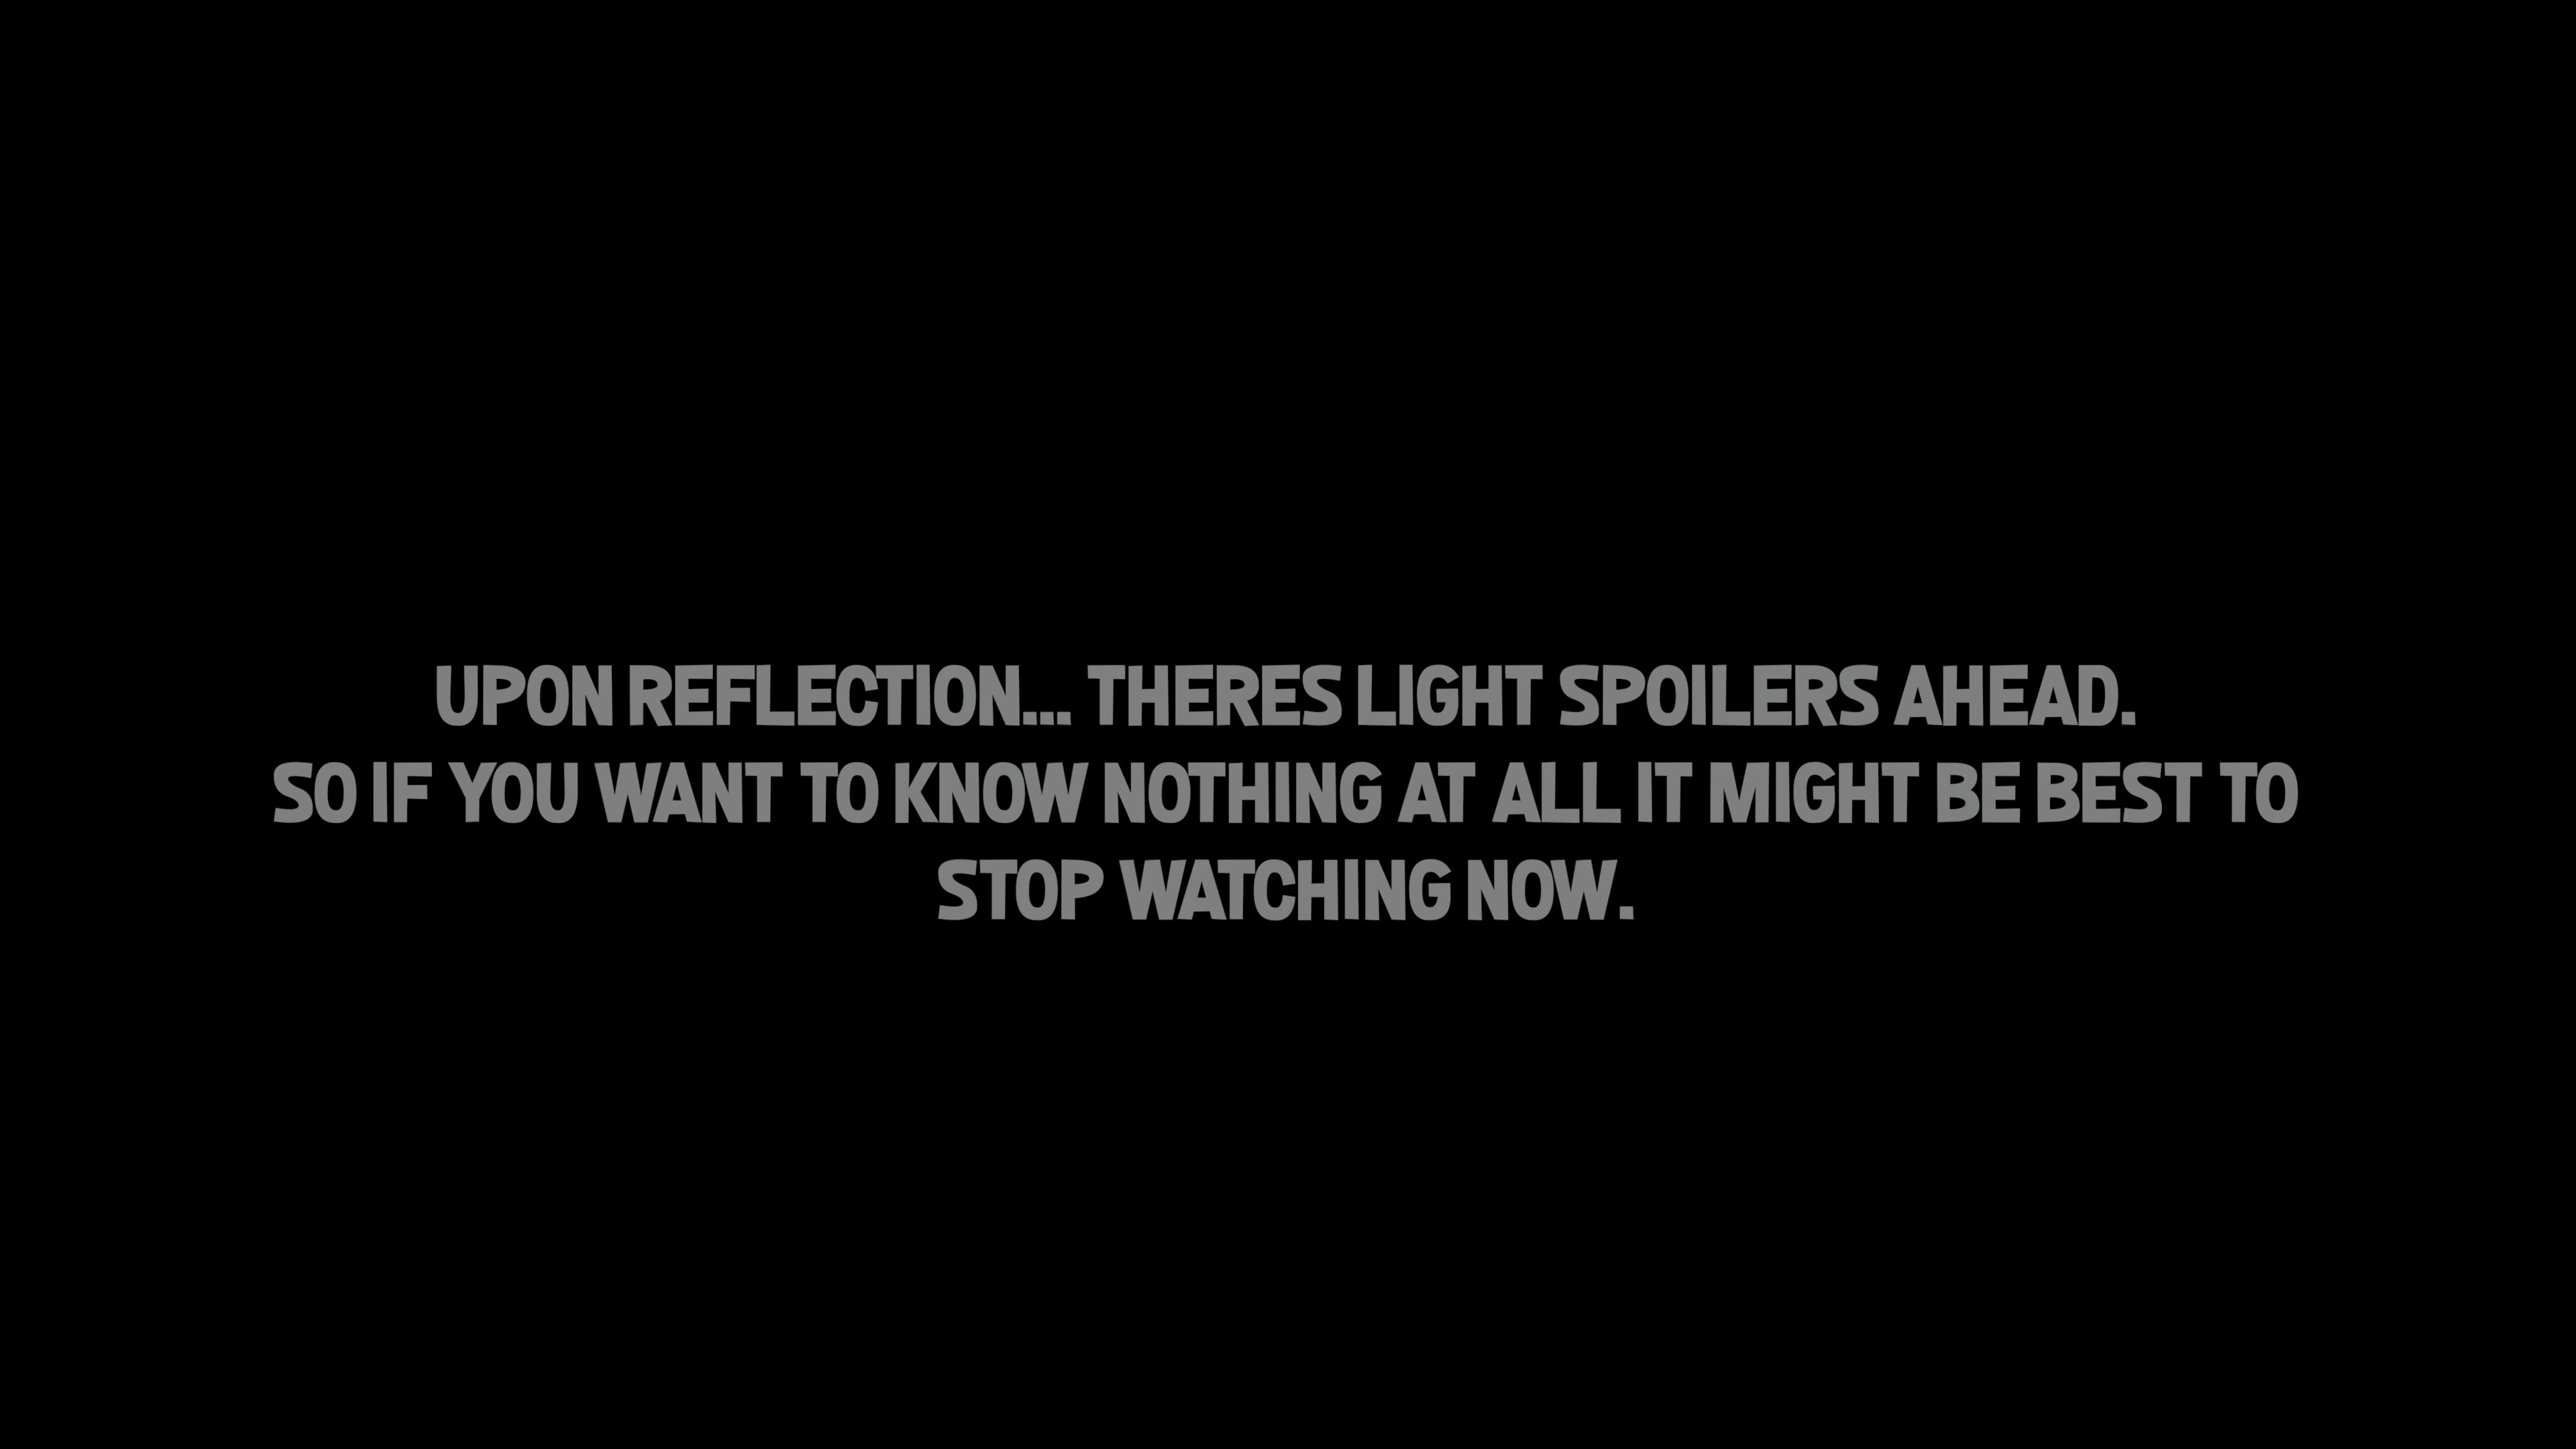 UPON REFLECTION... THERES LIGHT SPOILERS AHEAD.
SO IF YOU WANT TO KNOW NOTHING AT ALL IT MIGHT BE BEST TO
STOP WATCHING NOW.